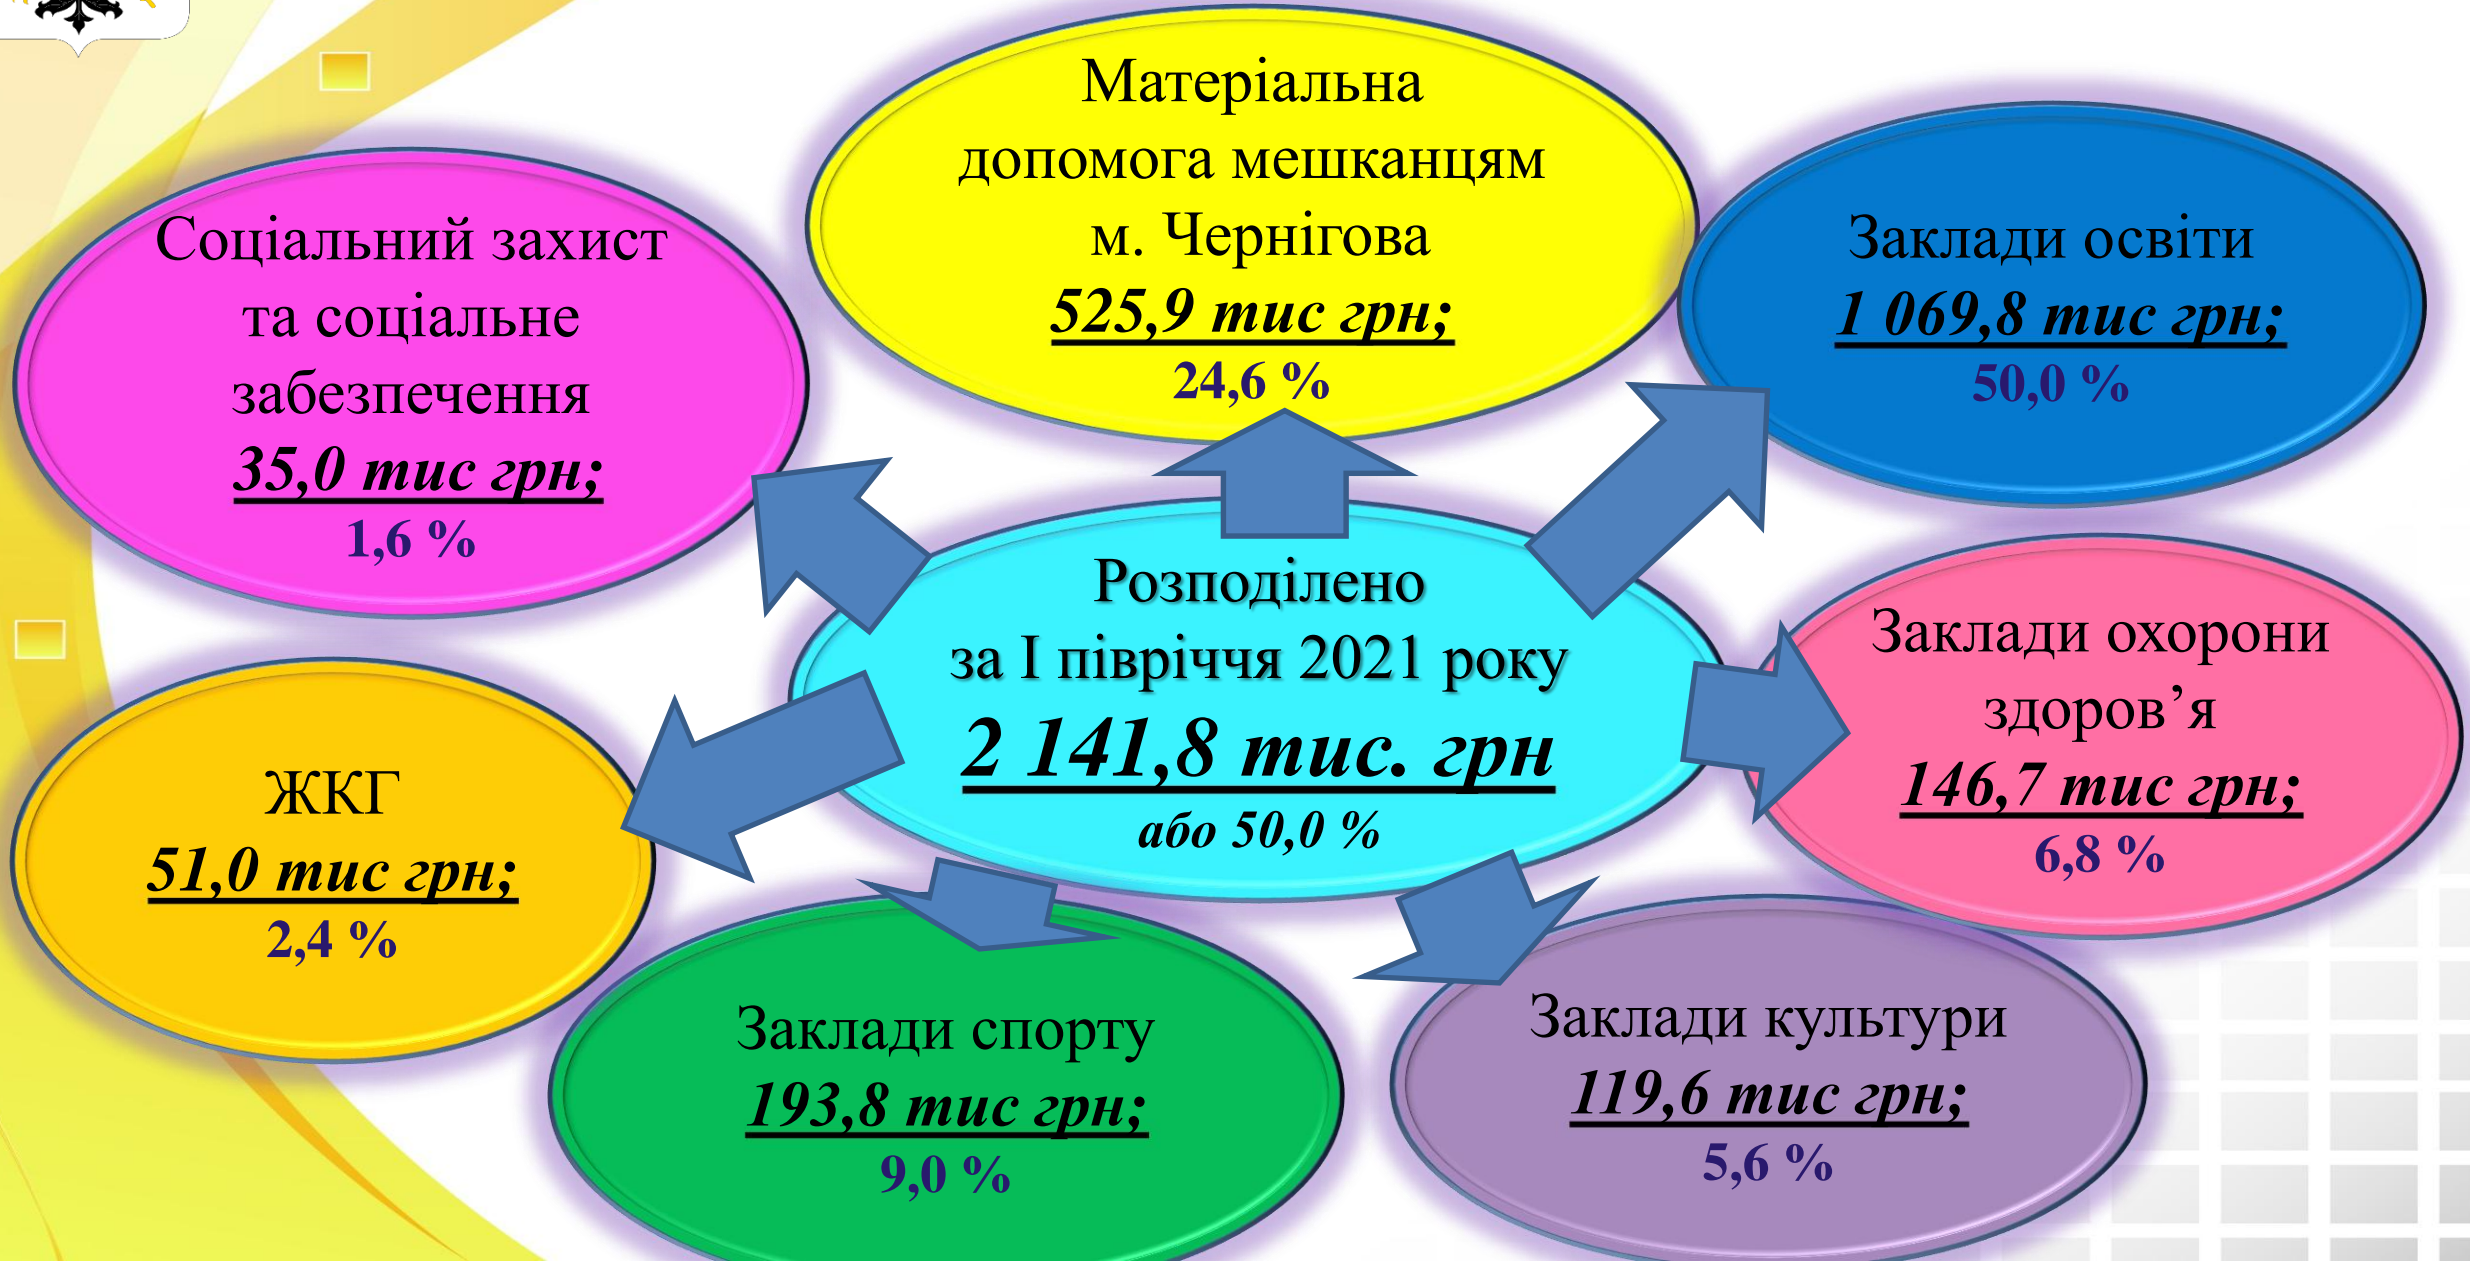 Матеріальна
допомога мешканцям
м. Чернігова
525,9 тис грн;
24,6 %
Соціальний захист
та соціальне
забезпечення
35,0 тис грн;
1,6 %
Заклади освіти
1 069,8 тис грн;
50,0 %
Розподілено
за І півріччя 2021 року
2 141,8 тис. грн
або 50,0 %
Заклади охорони
здоров’я
146,7 тис грн;
6,8 %
ЖКГ
51,0 тис грн;
2,4 %
Заклади спорту
193,8 тис грн;
9,0 %
Заклади культури
119,6 тис грн;
5,6 %